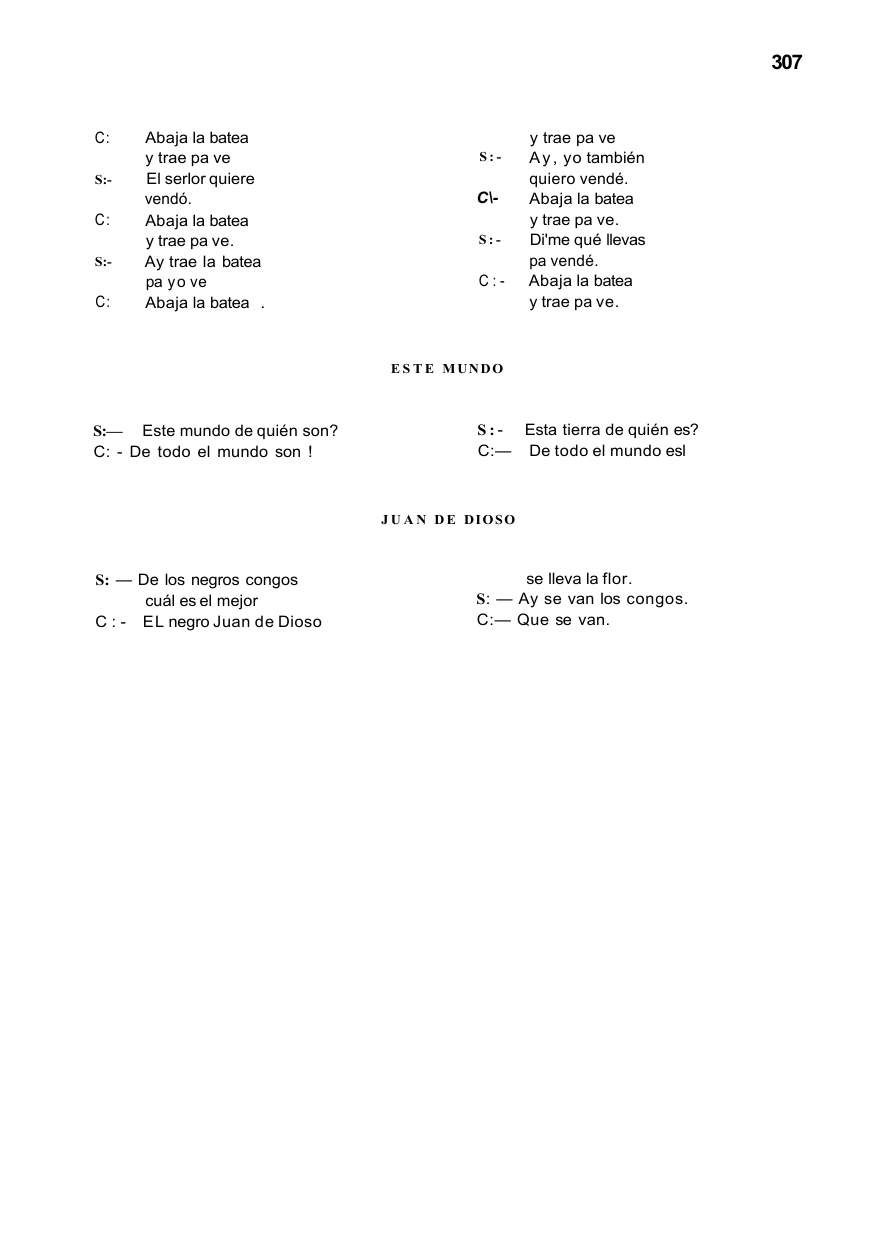 307
C: Abaja la batea
y trae pa ve
S:- El serlor quiere
vendó.
C: Abaja la batea
y trae pa ve.
S:- Ay trae la batea
pa yo ve
C: Abaja la batea .
y trae pa ve
S:- Ay, yo también
quiero vendé.
C\- Abaja la batea
y trae pa ve.
S:- Di'me qué llevas
pa vendé.
C:- Abaja la batea
y trae pa ve.
ESTE MUNDO
S:— Este mundo de quién son?
C: - De todo el mundo son !
S:- Esta tierra de quién es?
C:— De todo el mundo esl
JUAN DE DIOSO
S: — De los negros congos
cuál es el mejor
C:- EL negro Juan de Dioso
se lleva la flor.
S: — Ay se van los congos.
C:— Que se van.